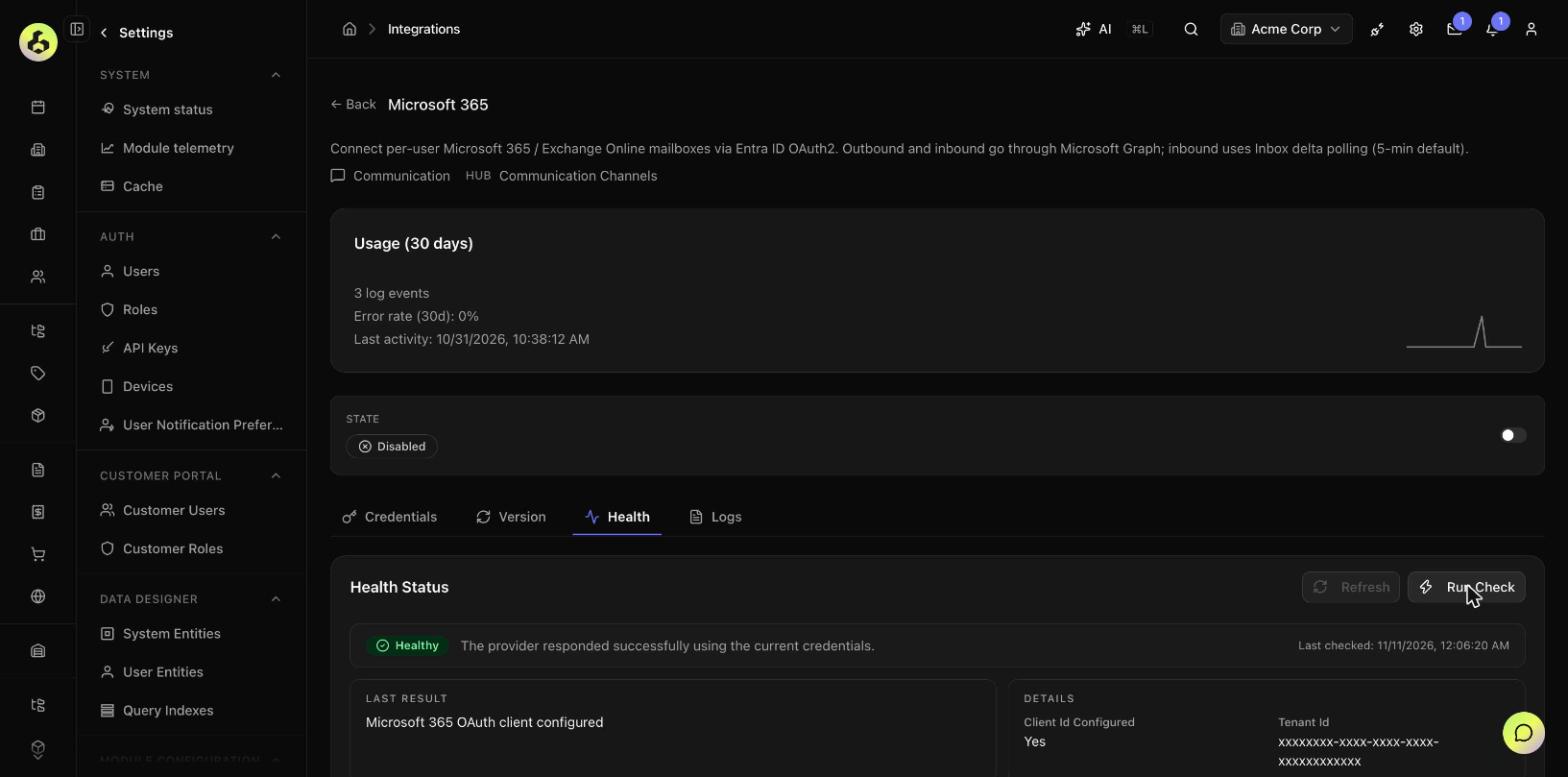 Settings
Integrations
AI
⌘L
Acme Corp
1
1
SYSTEM
System status
Module telemetry
Cache
AUTH
Users
Roles
API Keys
Devices
User Notification Prefer...
CUSTOMER PORTAL
Customer Users
Customer Roles
DATA DESIGNER
System Entities
User Entities
Query Indexes
MODULE CONFIGURATION
← Back Microsoft 365
Connect per-user Microsoft 365 / Exchange Online mailboxes via Entra ID OAuth2. Outbound and inbound go through Microsoft Graph; inbound uses Inbox delta polling (5-min default).
Communication HUB Communication Channels
Usage (30 days)
3 log events
Error rate (30d): 0%
Last activity: 10/31/2026, 10:38:12 AM
STATE
Disabled
Credentials Version Health Logs
Health Status
Refresh Run Check
Healthy The provider responded successfully using the current credentials. Last checked: 11/11/2026, 12:06:20 AM
LAST RESULT
Microsoft 365 OAuth client configured
DETAILS
Client Id Configured
Yes
Tenant Id
xxxxxxxx-xxxx-xxxx-xxxx-
xxxxxxxxxxxx